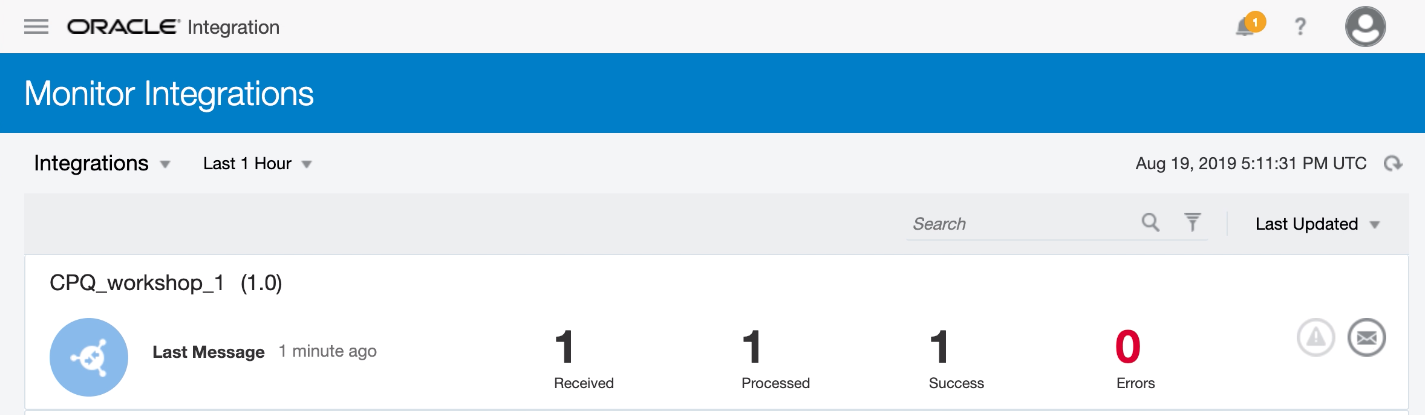 ORACLE® Integration
1
?
Monitor Integrations
Integrations
Last 1 Hour
Aug 19, 2019 5:11:31 PM UTC
Search
Last Updated
CPQ_workshop_1 (1.0)
Last Message 1 minute ago
1
Received
1
Processed
1
Success
0
Errors